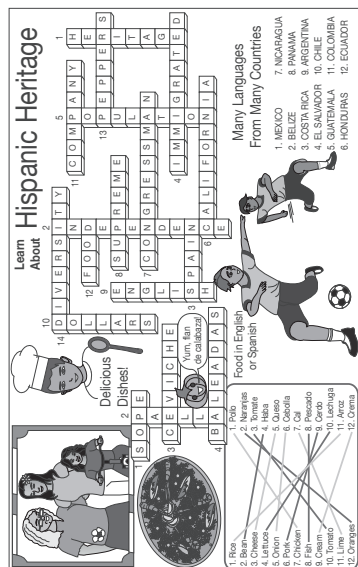 Learn
About
Hispanic Heritage
DIVERSITY
COMPANY
FOOD
PEPPERS
SUPREME
CONGRESSMAN
IMMIGRATED
ENGLISH
SPAIN
CALIFORNIA
DOLLARS
Delicious
Dishes!
Yum, flan
de calabaza!
SOPE
CEVICHE
BALEADAS
Food in English
or Spanish
1. Rice 1. Pollo
2. Bean 2. Naranjas
3. Cheese 3. Tomate
4. Lettuce 4. Haba
5. Onion 5. Queso
6. Pork 6. Cebolla
7. Chicken 7. Cal
8. Fish 8. Pescado
9. Cream 9. Cerdo
10. Tomato 10. Lechuga
11. Lime 11. Arroz
12. Oranges 12. Crema
Many Languages
From Many Countries
1. MEXICO 7. NICARAGUA
2. BELIZE 8. PANAMA
3. COSTA RICA 9. ARGENTINA
4. EL SALVADOR 10. CHILE
5. GUATEMALA 11. COLOMBIA
6. HONDURAS 12. ECUADOR